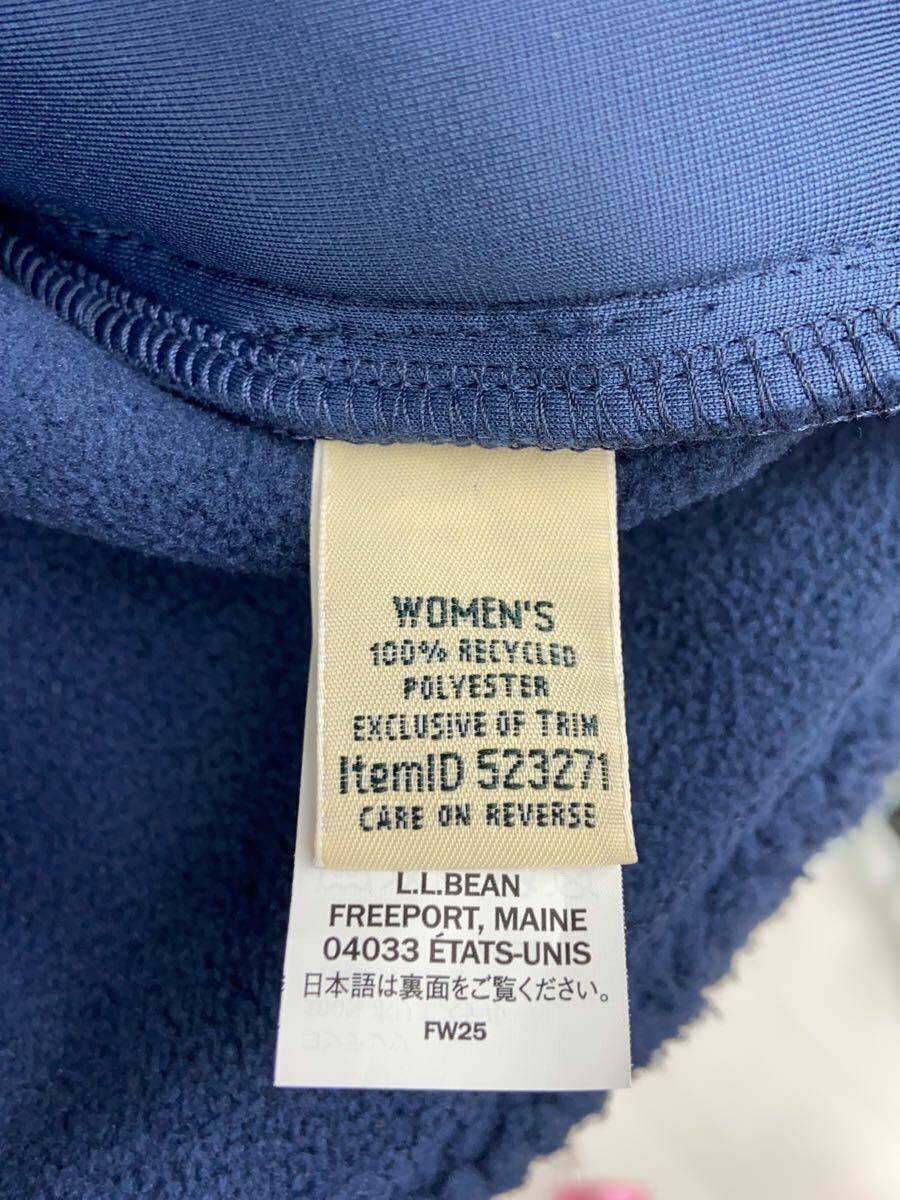 WOMEN'S
100% RECYCLED
POLYESTER
EXCLUSIVE OF TRIM
ItemID 523271
CARE ON REVERSE
L.L.BEAN
FREEPORT, MAINE
04033 ÉTATS-UNIS
日本語は裏面をご覧ください。
FW25